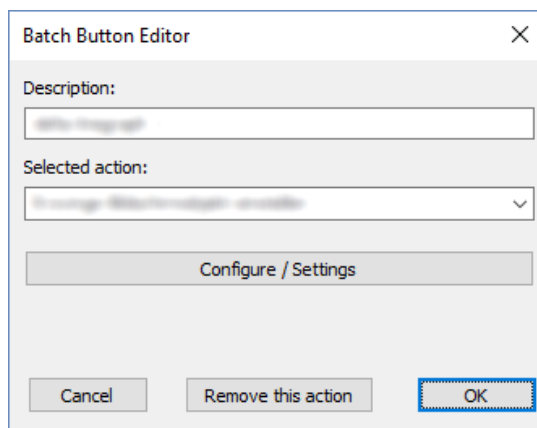 Batch Button Editor
Description:
Selected action:
Configure / Settings
Cancel Remove this action OK